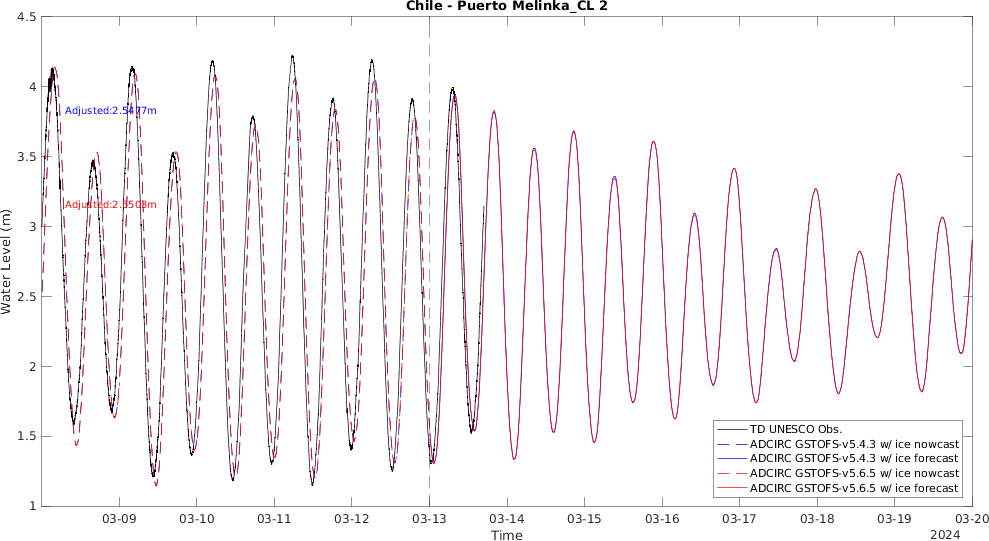 Chile - Puerto Melinka_CL 2
4.5
4
3.5
3
2.5
2
1.5
1
Water Level (m)
Adjusted:2.5477m
Adjusted:2.5503m
TD UNESCO Obs.
ADCIRC GSTOFS-v5.4.3 w/ ice nowcast
ADCIRC GSTOFS-v5.4.3 w/ ice forecast
ADCIRC GSTOFS-v5.6.5 w/ ice nowcast
ADCIRC GSTOFS-v5.6.5 w/ ice forecast
03-09 03-10 03-11 03-12 03-13 03-14 03-15 03-16 03-17 03-18 03-19 03-20
Time
2024